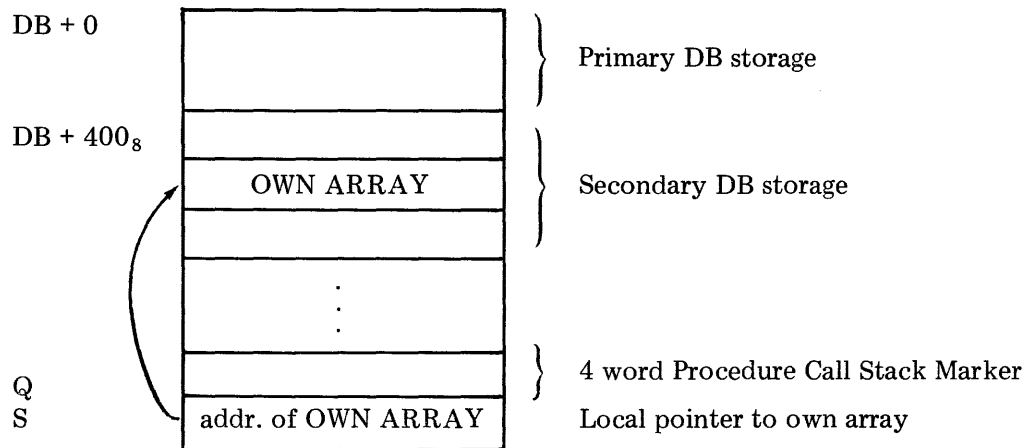 DB + 0
Primary DB storage
DB + 400₈
OWN ARRAY
Secondary DB storage
4 word Procedure Call Stack Marker
Q
S
addr. of OWN ARRAY
Local pointer to own array